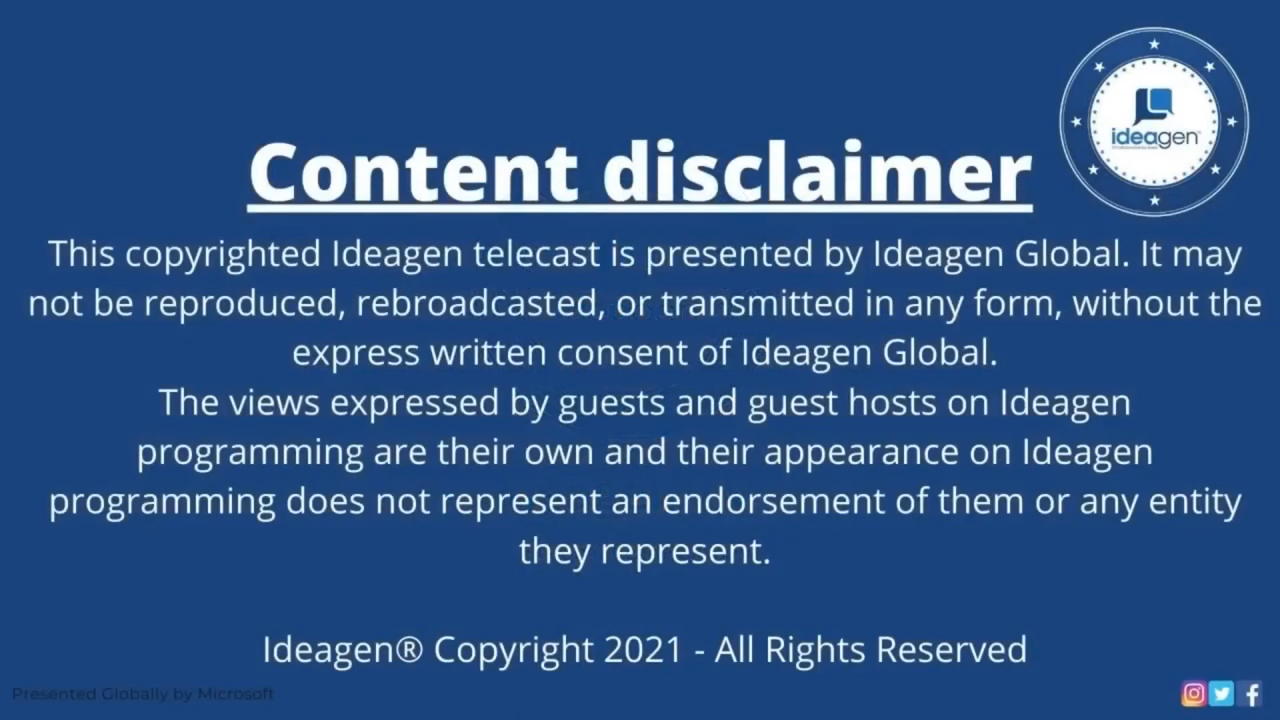 ideagen
Content disclaimer
This copyrighted Ideagen telecast is presented by Ideagen Global. It may
not be reproduced, rebroadcasted, or transmitted in any form, without the
express written consent of Ideagen Global.
The views expressed by guests and guest hosts on Ideagen
programming are their own and their appearance on Ideagen
programming does not represent an endorsement of them or any entity
they represent.
Ideagen® Copyright 2021 - All Rights Reserved
Presented Globally by Microsoft